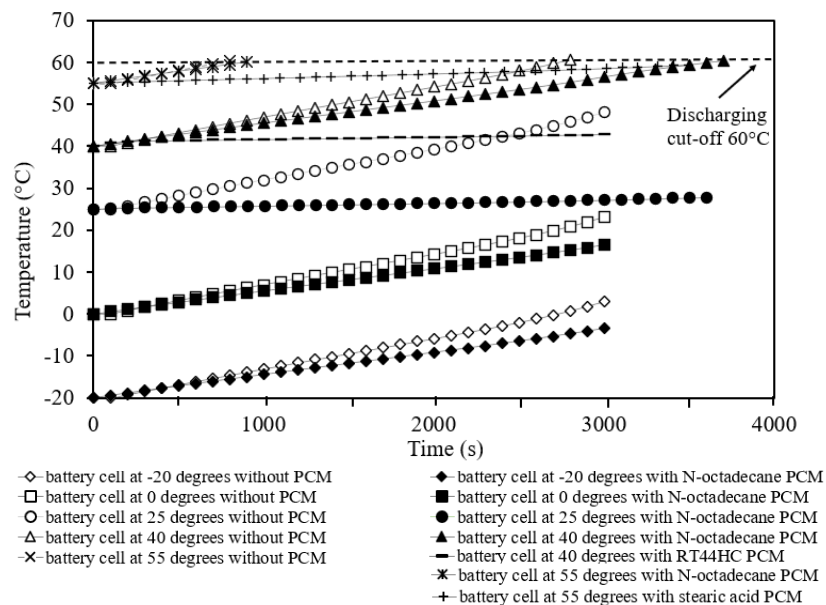 70
60
50
40
30
20
10
0
-10
-20
Temperature (°C)
Discharging
cut-off 60°C
0
1000
2000
3000
4000
Time (s)
battery cell at -20 degrees without PCM
battery cell at 0 degrees without PCM
battery cell at 25 degrees without PCM
battery cell at 40 degrees without PCM
battery cell at 55 degrees without PCM
battery cell at -20 degrees with N-octadecane PCM
battery cell at 0 degrees with N-octadecane PCM
battery cell at 25 degrees with N-octadecane PCM
battery cell at 40 degrees with N-octadecane PCM
battery cell at 40 degrees with RT44HC PCM
battery cell at 55 degrees with N-octadecane PCM
battery cell at 55 degrees with stearic acid PCM